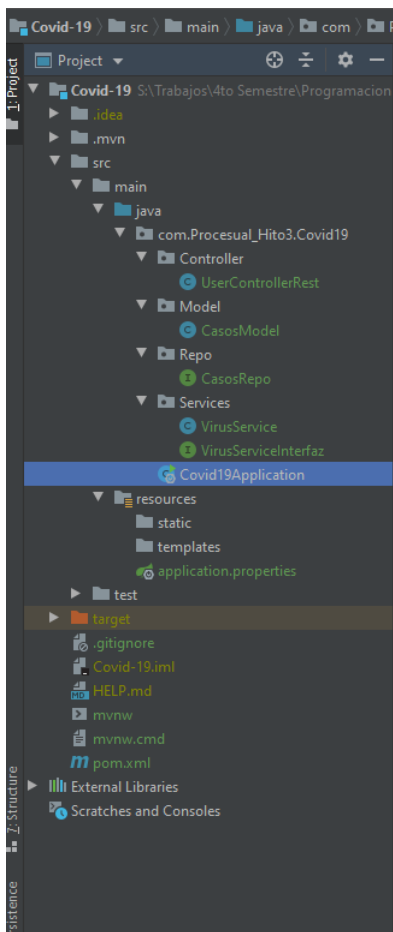 Covid-19 src main java com
Project
1: Project
Covid-19 S:\Trabajos\4to Semestre\Programacion
.idea
.mvn
src
main
java
com.Procesual_Hito3.Covid19
Controller
C UserControllerRest
Model
C CasosModel
Repo
I CasosRepo
Services
C VirusService
I VirusServiceInterfaz
Covid19Application
resources
static
templates
application.properties
test
target
.gitignore
Covid-19.iml
MD HELP.md
mvnw
mvnw.cmd
m pom.xml
External Libraries
Scratches and Consoles
7: Structure
sistence